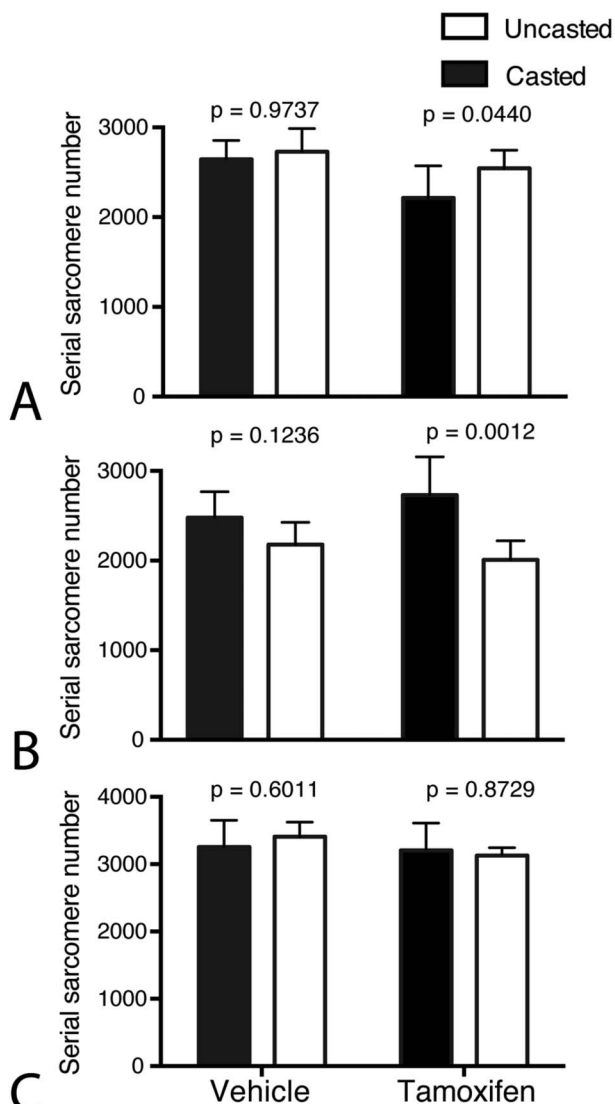 Uncasted
Casted
p = 0.9737 p = 0.0440
3000
2000
1000
0
Serial sarcomere number
A
p = 0.1236 p = 0.0012
3000
2000
1000
0
Serial sarcomere number
B
p = 0.6011 p = 0.8729
4000
3000
2000
1000
0
Serial sarcomere number
C
Vehicle Tamoxifen